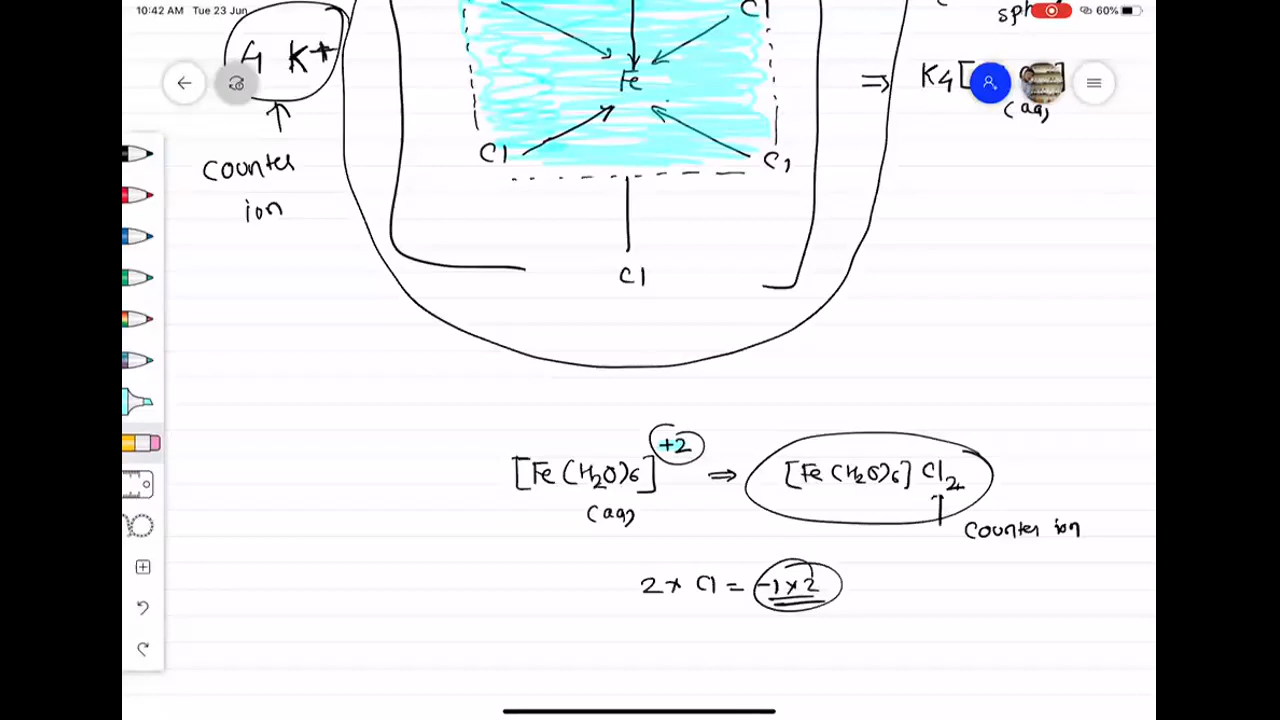 10:42 AM Tue 23 Jun
60%
Cl
sph
4 K+
Fe
⇒ K4[ ]
(aq)
Counter
ion
Cl
Cl
Cl
[Fe(H2O)6]+2 ⇒ [Fe(H2O)6]Cl2
(aq)
Counter ion
2 × Cl = -1 × 2